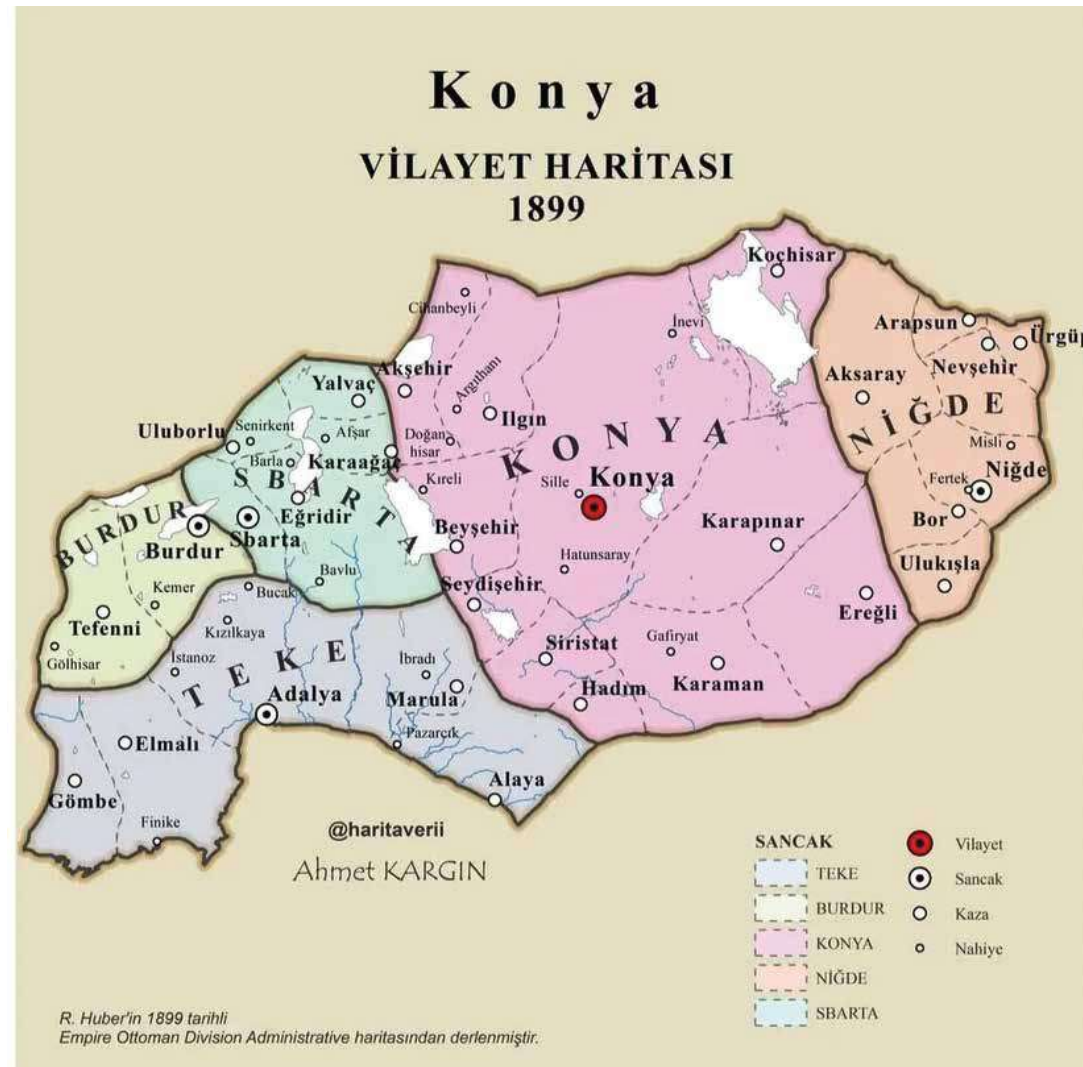 Konya
VİLAYET HARİTASI
1899
Koçhisar
Cihanbeyli
İnevi
Arapsun
Ürgüp
Nevşehir
Akşehir
Yalvaç
Argıthanı
Aksaray
Ilgın
NİĞDE
Uluborlu
Senirkent
Afşar
Doğan
hisar
KONYA
Misli
Barla
Karaağaç
Kireli
Sille
Konya
Fertek
Niğde
SBARTA
Eğridir
BURDUR
Burdur
Sbarta
Beyşehir
Karapınar
Bor
Hatunsaray
Ulukışla
Bavlu
Kemer
Bucak
Seydişehir
Ereğli
Tefenni
Kızılkaya
Gölhisar
İstanoz
TEKE
İbradı
Siristat
Gafiryat
Karaman
Hadım
Adalya
Marula
Pazarcık
Elmalı
Alaya
Gömbe
Finike
@haritaverii
Ahmet KARGIN
SANCAK
TEKE
BURDUR
KONYA
NİĞDE
SBARTA
Vilayet
Sancak
Kaza
Nahiye
R. Huber'in 1899 tarihli
Empire Ottoman Division Administrative haritasından derlenmiştir.